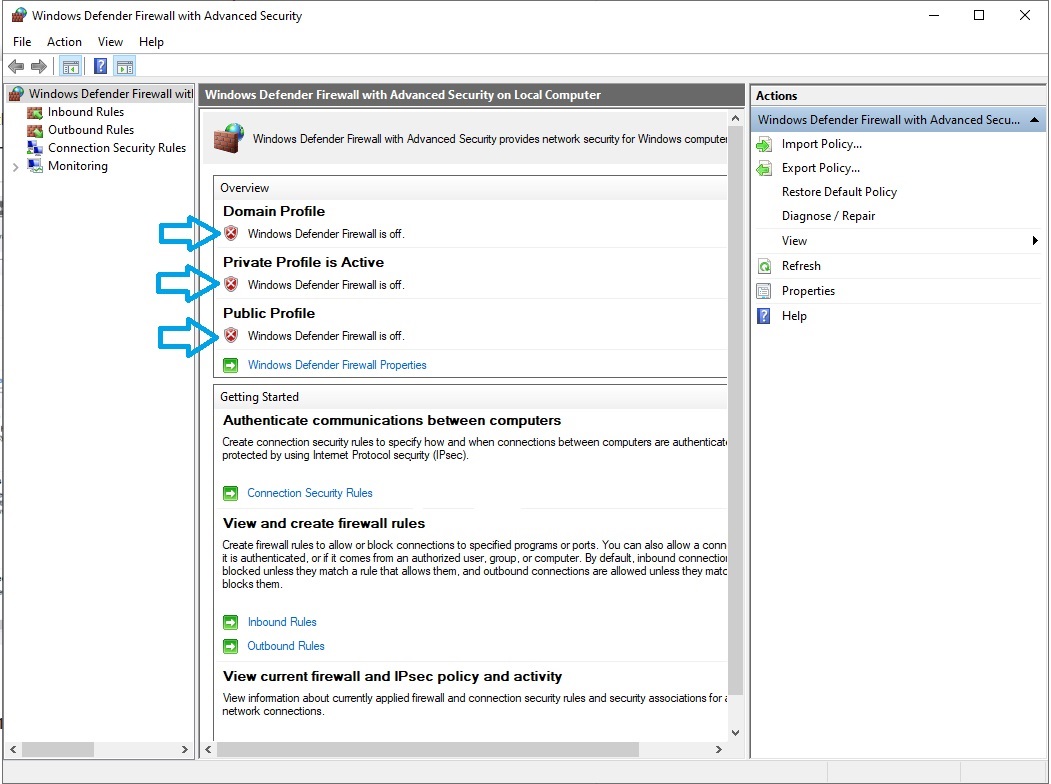 Windows Defender Firewall with Advanced Security
File Action View Help
Windows Defender Firewall with
Inbound Rules
Outbound Rules
Connection Security Rules
Monitoring
Windows Defender Firewall with Advanced Security on Local Computer
Windows Defender Firewall with Advanced Security provides network security for Windows computer
Overview
Domain Profile
Windows Defender Firewall is off.
Private Profile is Active
Windows Defender Firewall is off.
Public Profile
Windows Defender Firewall is off.
Windows Defender Firewall Properties
Getting Started
Authenticate communications between computers
Create connection security rules to specify how and when connections between computers are authenticate
protected by using Internet Protocol security (IPsec).
Connection Security Rules
View and create firewall rules
Create firewall rules to allow or block connections to specified programs or ports. You can also allow a conn
it is authenticated, or if it comes from an authorized user, group, or computer. By default, inbound connection
blocked unless they match a rule that allows them, and outbound connections are allowed unless they matc
blocks them.
Inbound Rules
Outbound Rules
View current firewall and IPsec policy and activity
View information about currently applied firewall and connection security rules and security associations for a
network connections.
Actions
Windows Defender Firewall with Advanced Secu...
Import Policy...
Export Policy...
Restore Default Policy
Diagnose / Repair
View
Refresh
Properties
Help